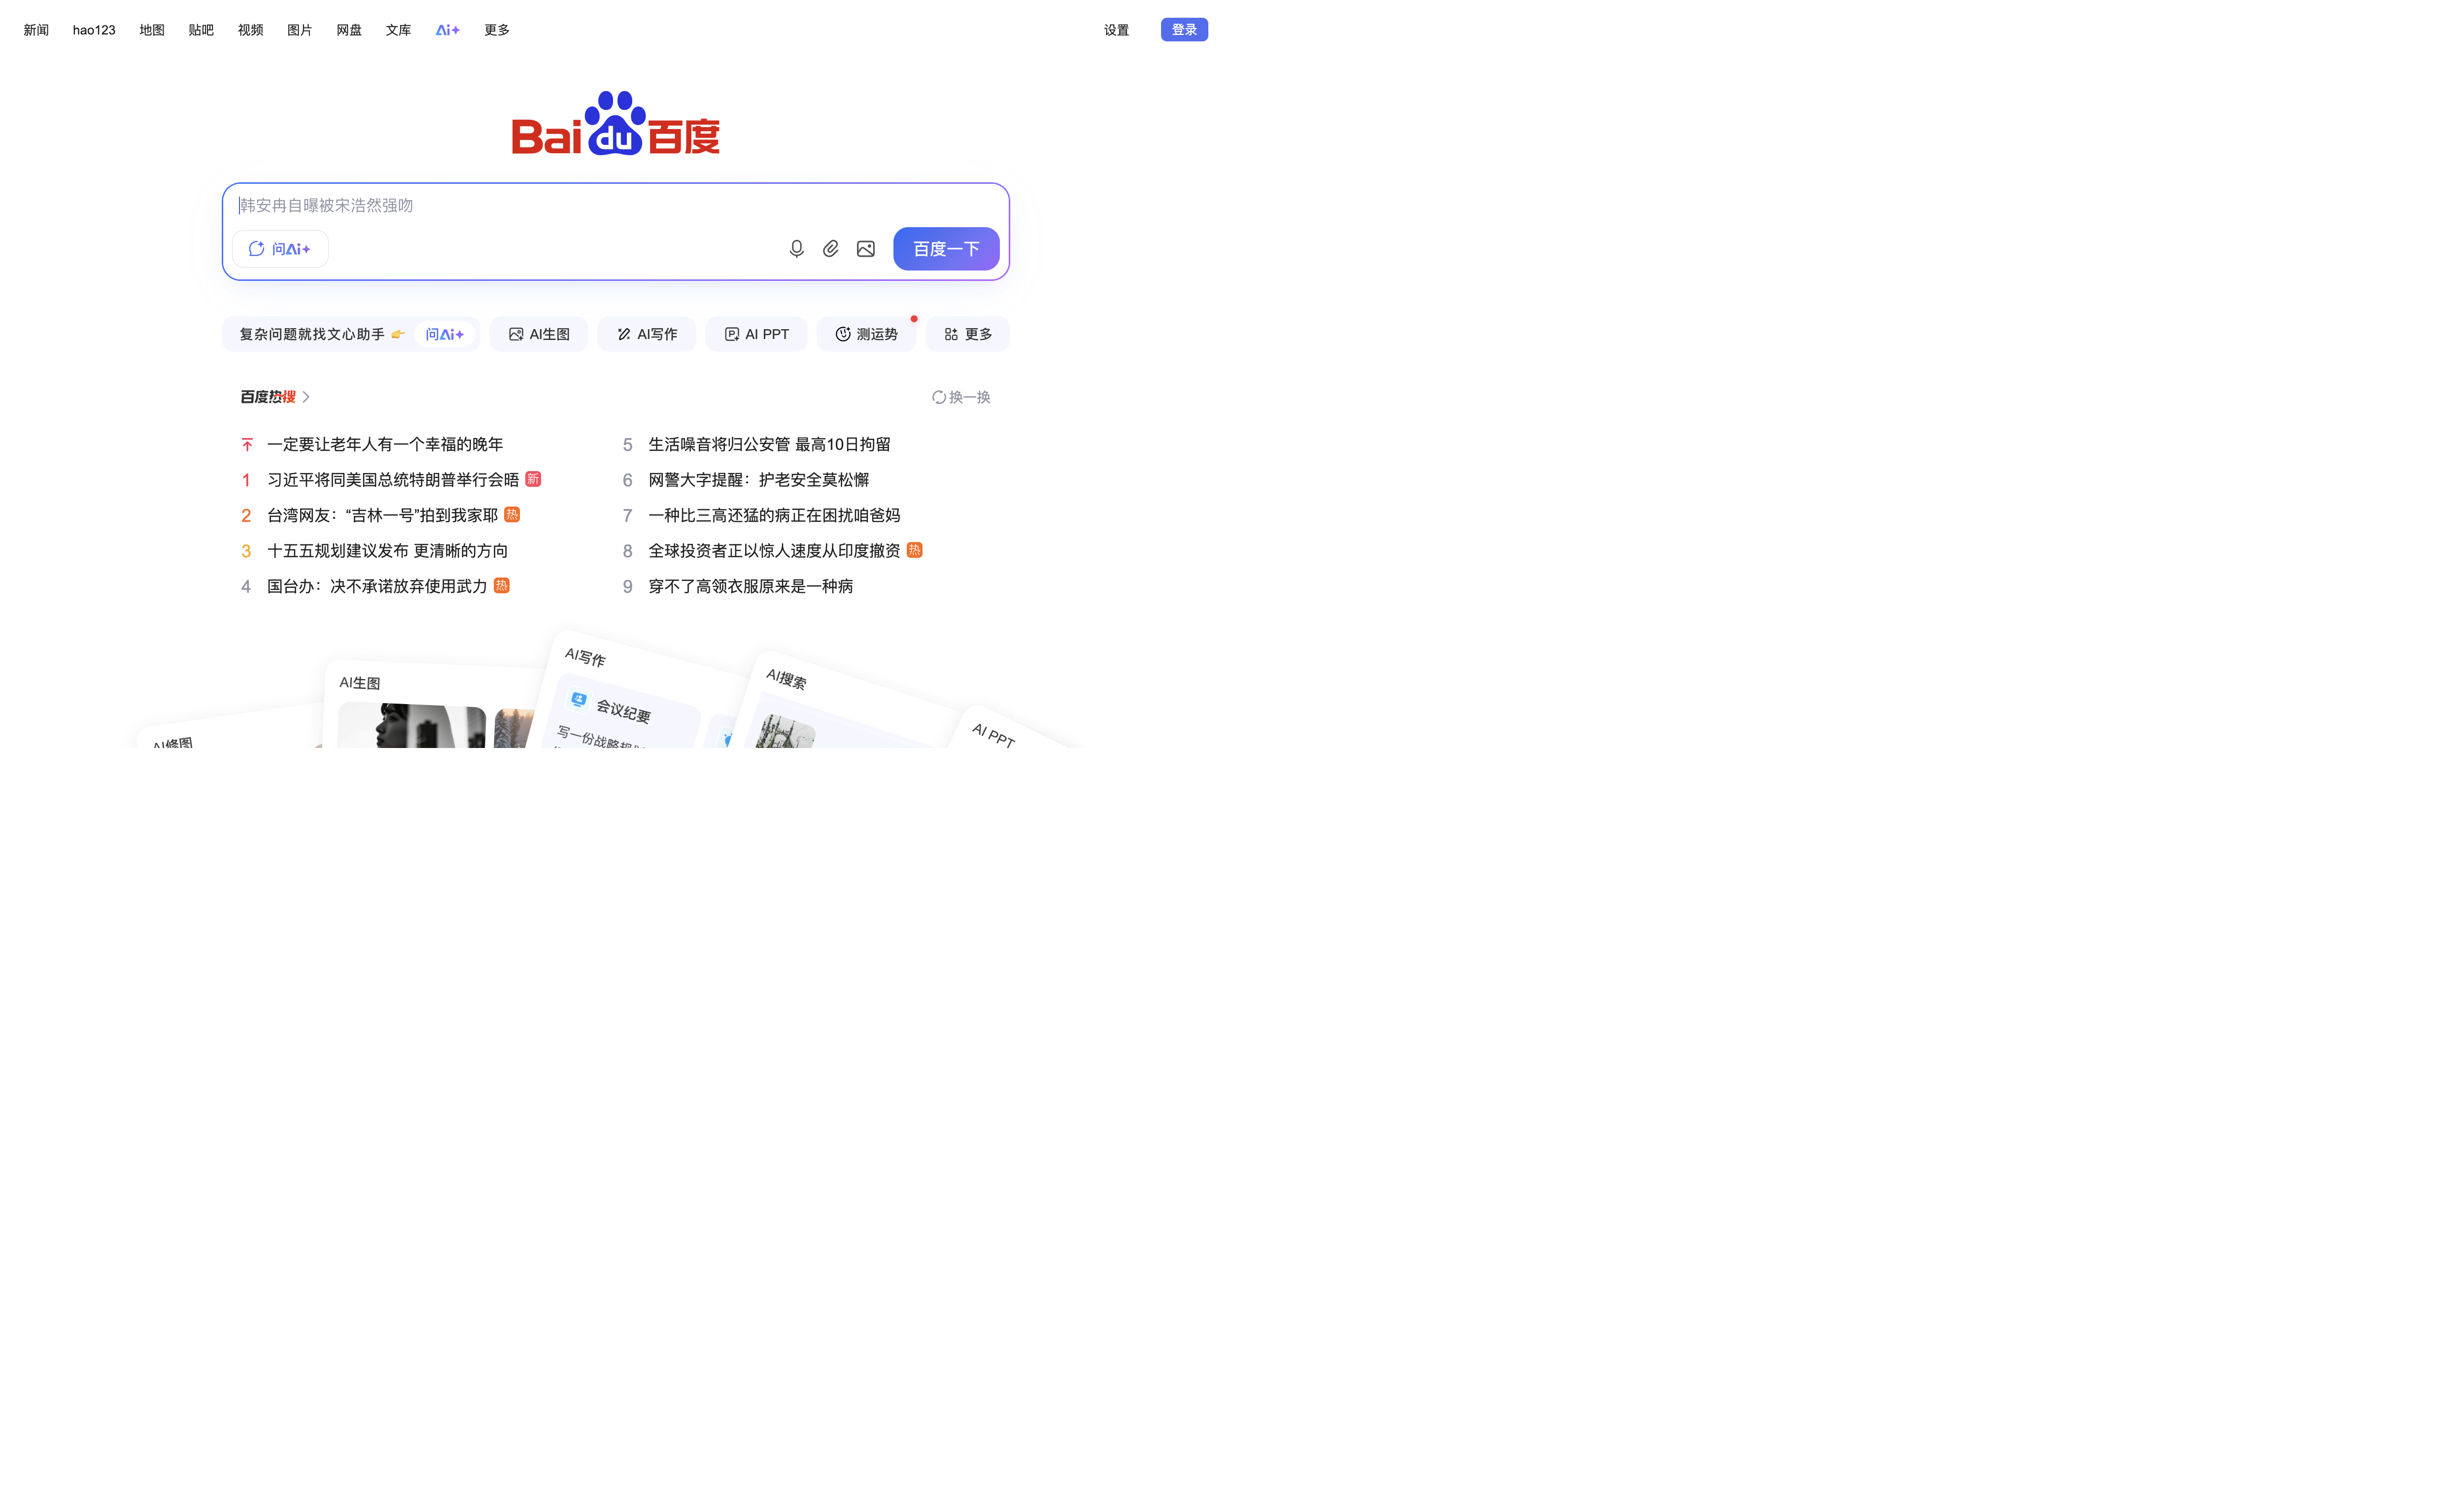 新闻 hao123 地图 贴吧 视频 图片 网盘 文库 Ai+ 更多 设置 登录
Bai du 百度
韩安冉自曝被宋浩然强吻
问Ai+ 百度一下
复杂问题就找文心助手 👉 问Ai+ AI生图 AI写作 AI PPT 测运势 更多
百度热搜 换一换
一定要让老年人有一个幸福的晚年
1 习近平将同美国总统特朗普举行会晤 新
2 台湾网友：“吉林一号”拍到我家耶 热
3 十五五规划建议发布 更清晰的方向
4 国台办：决不承诺放弃使用武力 热
5 生活噪音将归公安管 最高10日拘留
6 网警大字提醒：护老安全莫松懈
7 一种比三高还猛的病正在困扰咱爸妈
8 全球投资者正以惊人速度从印度撤资 热
9 穿不了高领衣服原来是一种病
AI修图
AI生图
AI写作
会议纪要
写一份战略规划
AI搜索
AI PPT